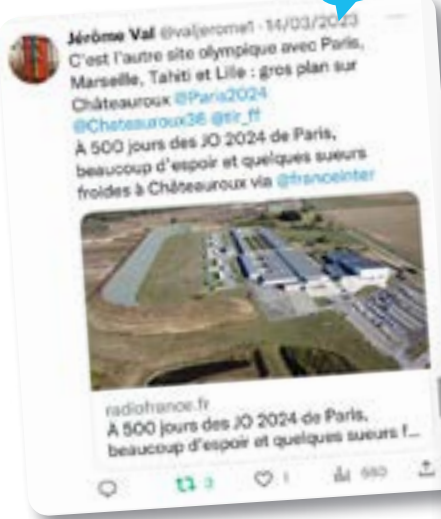 Jérôme Val @valjerome1 · 14/03/2023
C'est l'autre site olympique avec Paris,
Marseille, Tahiti et Lille : gros plan sur
Châteauroux @Paris2024
@Chateauroux36 @tir_ff
À 500 jours des JO 2024 de Paris,
beaucoup d'espoir et quelques sueurs
froides à Châteauroux via @franceinter
radiofrance.fr
À 500 jours des JO 2024 de Paris,
beaucoup d'espoir et quelques sueurs f...
3 1